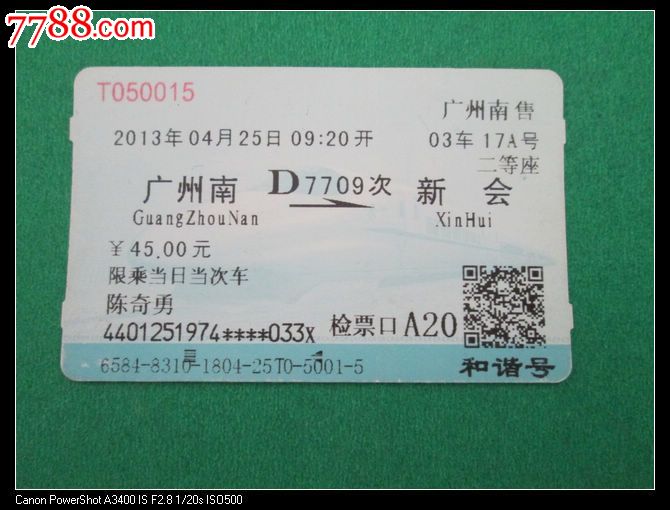 7788.com
T050015
广州南售
2013年04月25日09:20开
03车17A号
二等座
广州南 D7709次 新会
GuangZhouNan XinHui
￥45.00元
限乘当日当次车
陈奇勇
4401251974****033X 检票口A20
6584-8310-1804-25T0-5001-5 和谐号
Canon PowerShot A3400 IS F2.8 1/20s ISO500